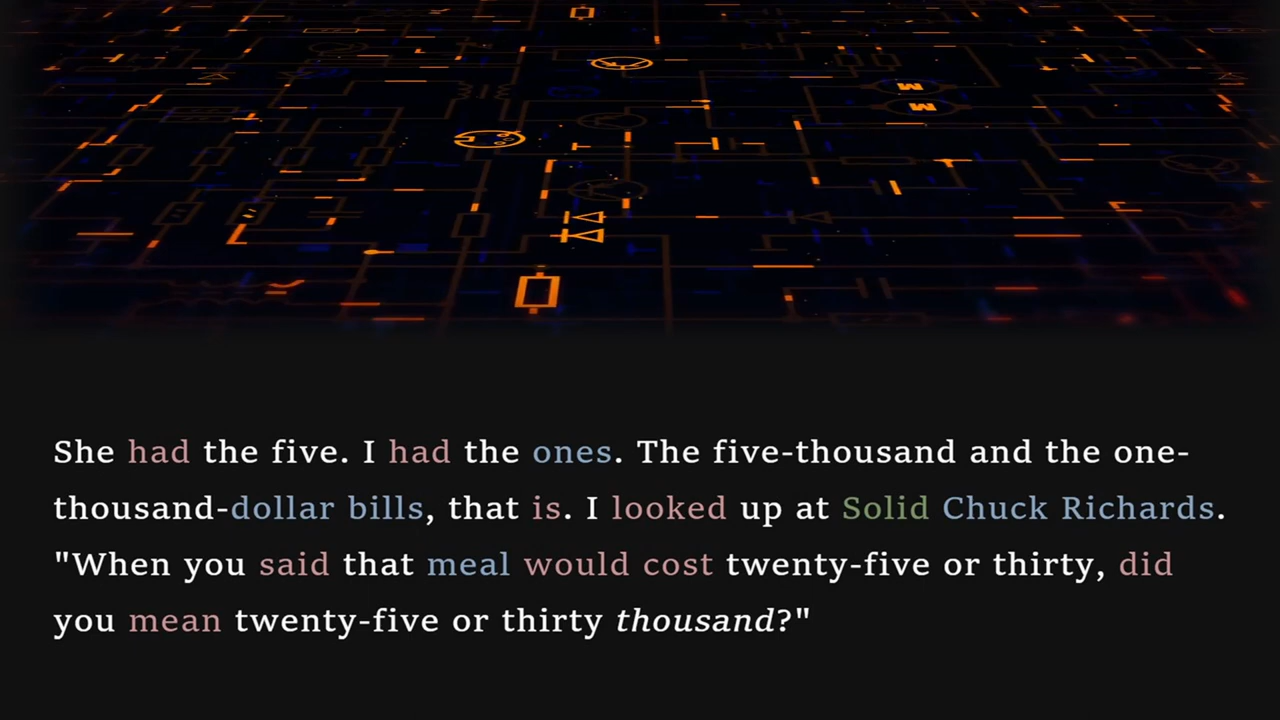 She had the five. I had the ones. The five-thousand and the one-
thousand-dollar bills, that is. I looked up at Solid Chuck Richards.
"When you said that meal would cost twenty-five or thirty, did
you mean twenty-five or thirty thousand?"